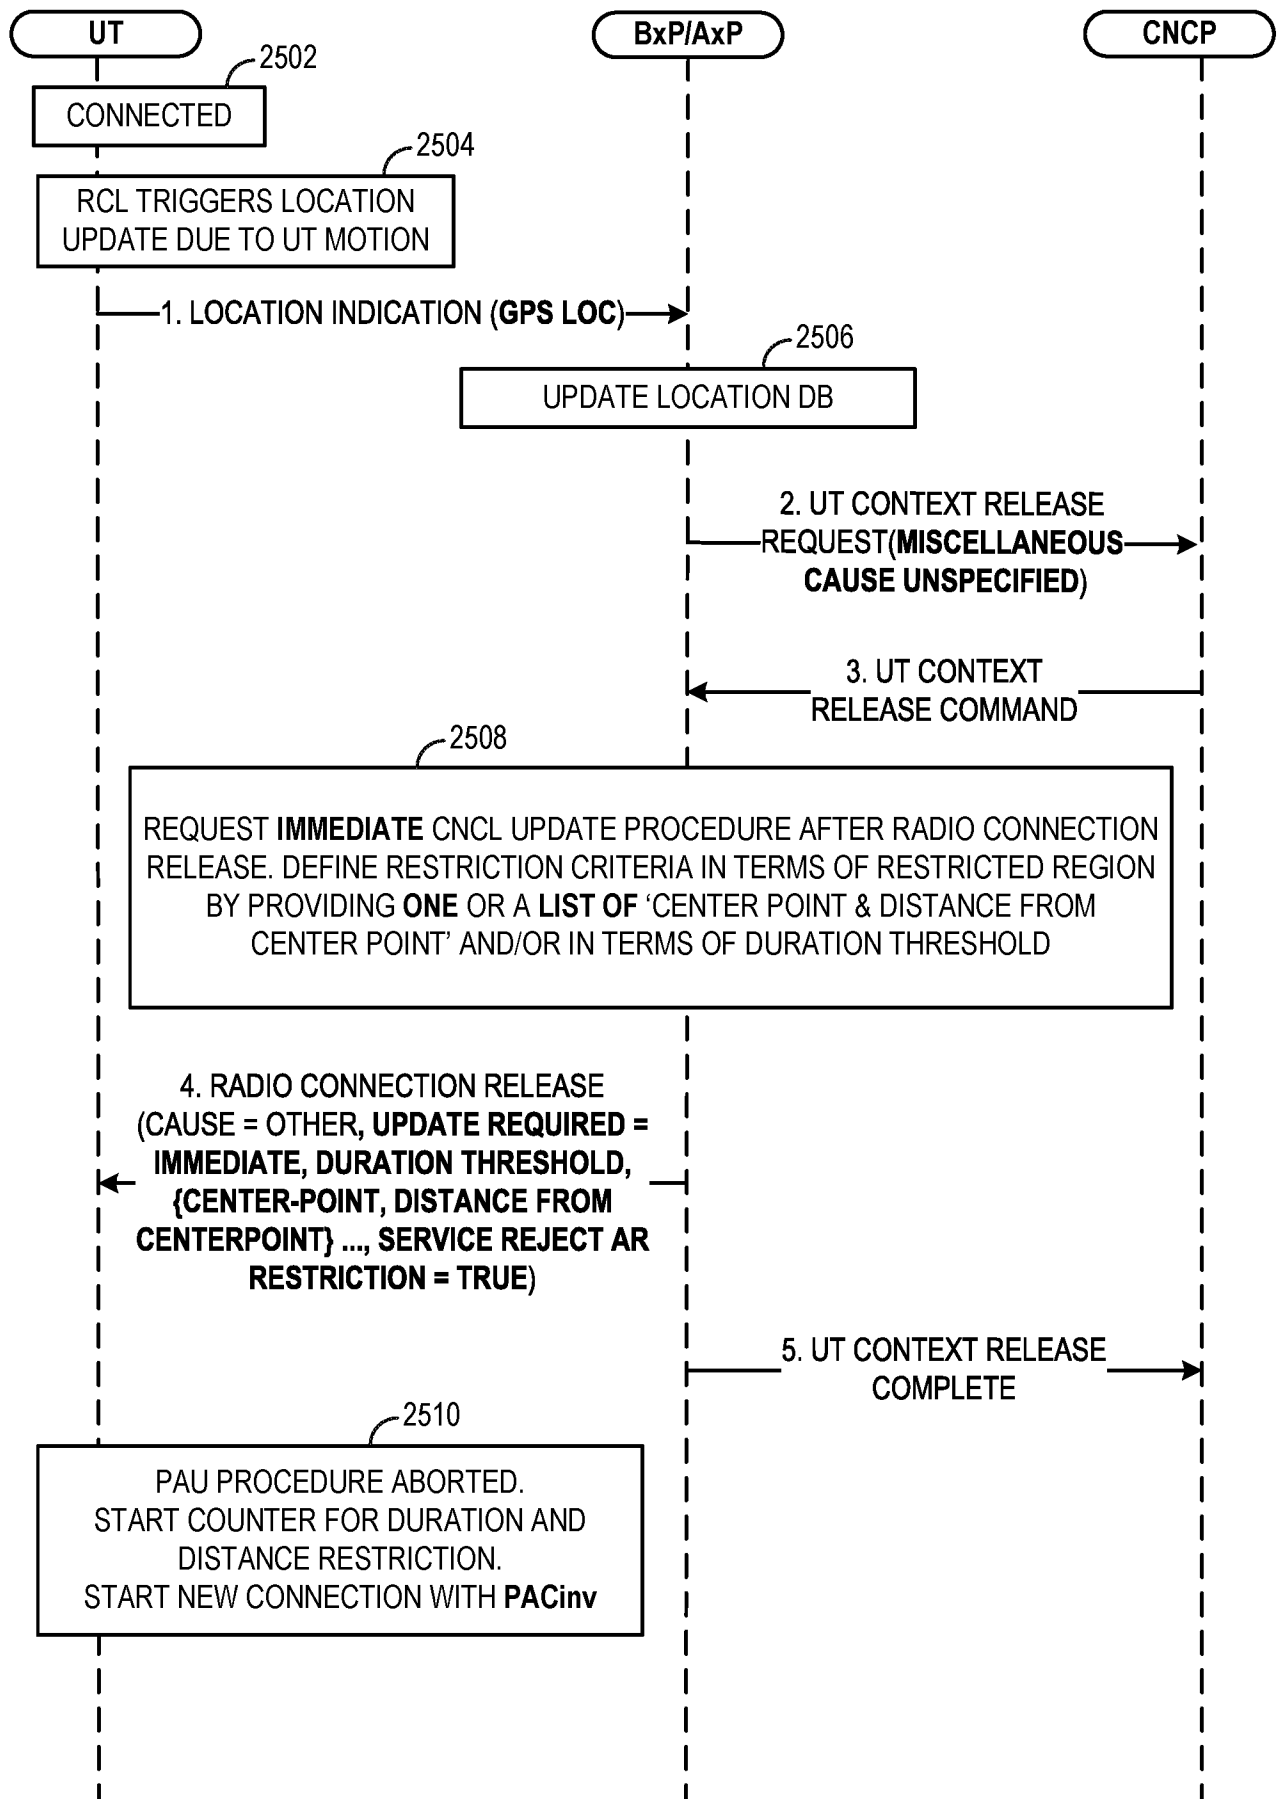 UT
BxP/AxP
CNCP
2502
CONNECTED
2504
RCL TRIGGERS LOCATION
UPDATE DUE TO UT MOTION
1. LOCATION INDICATION (GPS LOC)
2506
UPDATE LOCATION DB
2. UT CONTEXT RELEASE
REQUEST(MISCELLANEOUS
CAUSE UNSPECIFIED)
3. UT CONTEXT
RELEASE COMMAND
2508
REQUEST IMMEDIATE CNCL UPDATE PROCEDURE AFTER RADIO CONNECTION
RELEASE. DEFINE RESTRICTION CRITERIA IN TERMS OF RESTRICTED REGION
BY PROVIDING ONE OR A LIST OF ‘CENTER POINT & DISTANCE FROM
CENTER POINT’ AND/OR IN TERMS OF DURATION THRESHOLD
4. RADIO CONNECTION RELEASE
(CAUSE = OTHER, UPDATE REQUIRED =
IMMEDIATE, DURATION THRESHOLD,
{CENTER-POINT, DISTANCE FROM
CENTERPOINT} ..., SERVICE REJECT AR
RESTRICTION = TRUE)
5. UT CONTEXT RELEASE
COMPLETE
2510
PAU PROCEDURE ABORTED.
START COUNTER FOR DURATION AND
DISTANCE RESTRICTION.
START NEW CONNECTION WITH PACinv